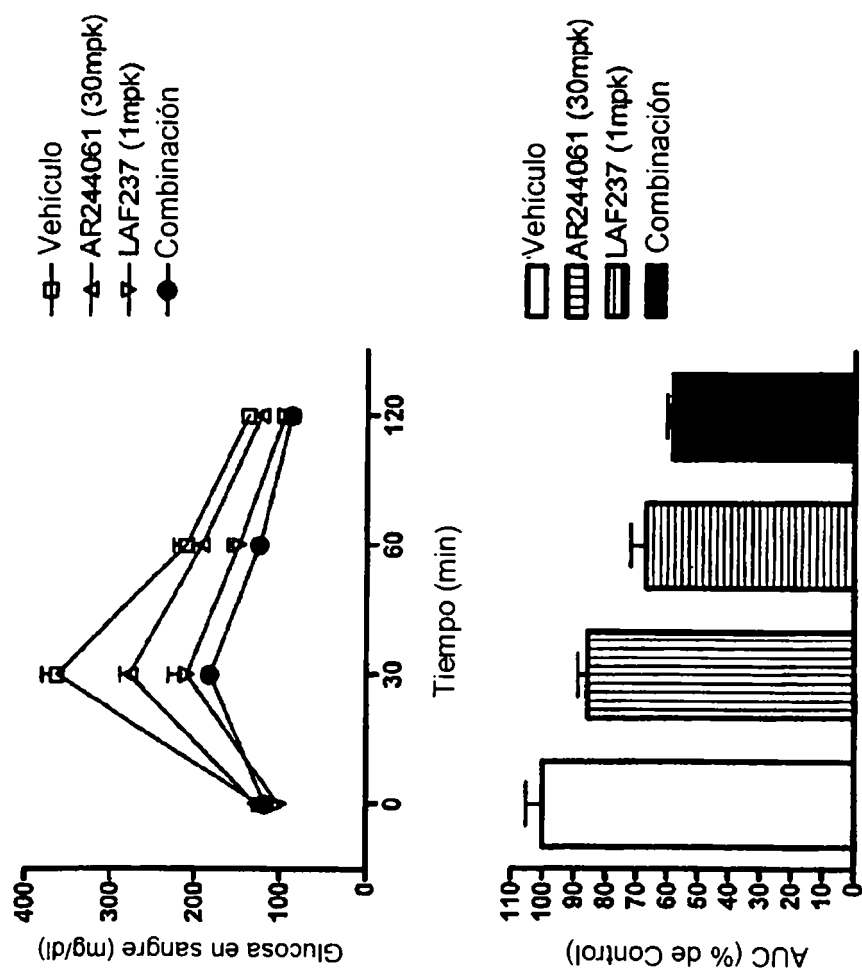 Vehículo
AR244061 (30mpk)
LAF237 (1mpk)
Combinación
Glucosa en sangre (mg/dl)
400
300
200
100
0
0
30
60
120
Tiempo (min)
Vehículo
AR244061 (30mpk)
LAF237 (1mpk)
Combinación
AUC (% de Control)
110
100
90
80
70
60
50
40
30
20
10
0